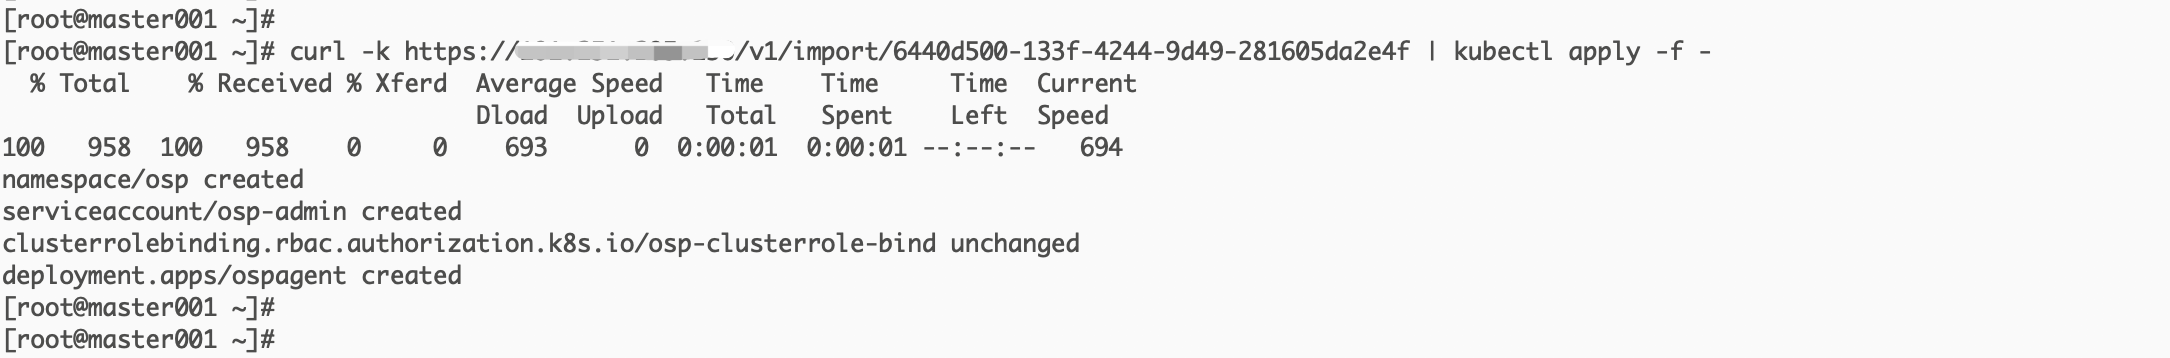 [root@master001 ~]#
[root@master001 ~]# curl -k https:///v1/import/6440d500-133f-4244-9d49-281605da2e4f | kubectl apply -f -
  % Total    % Received % Xferd  Average Speed   Time    Time     Time  Current
                                 Dload  Upload   Total   Spent    Left  Speed
100   958  100   958    0     0    693      0  0:00:01  0:00:01 --:--:--   694
namespace/osp created
serviceaccount/osp-admin created
clusterrolebinding.rbac.authorization.k8s.io/osp-clusterrole-bind unchanged
deployment.apps/ospagent created
[root@master001 ~]#
[root@master001 ~]#